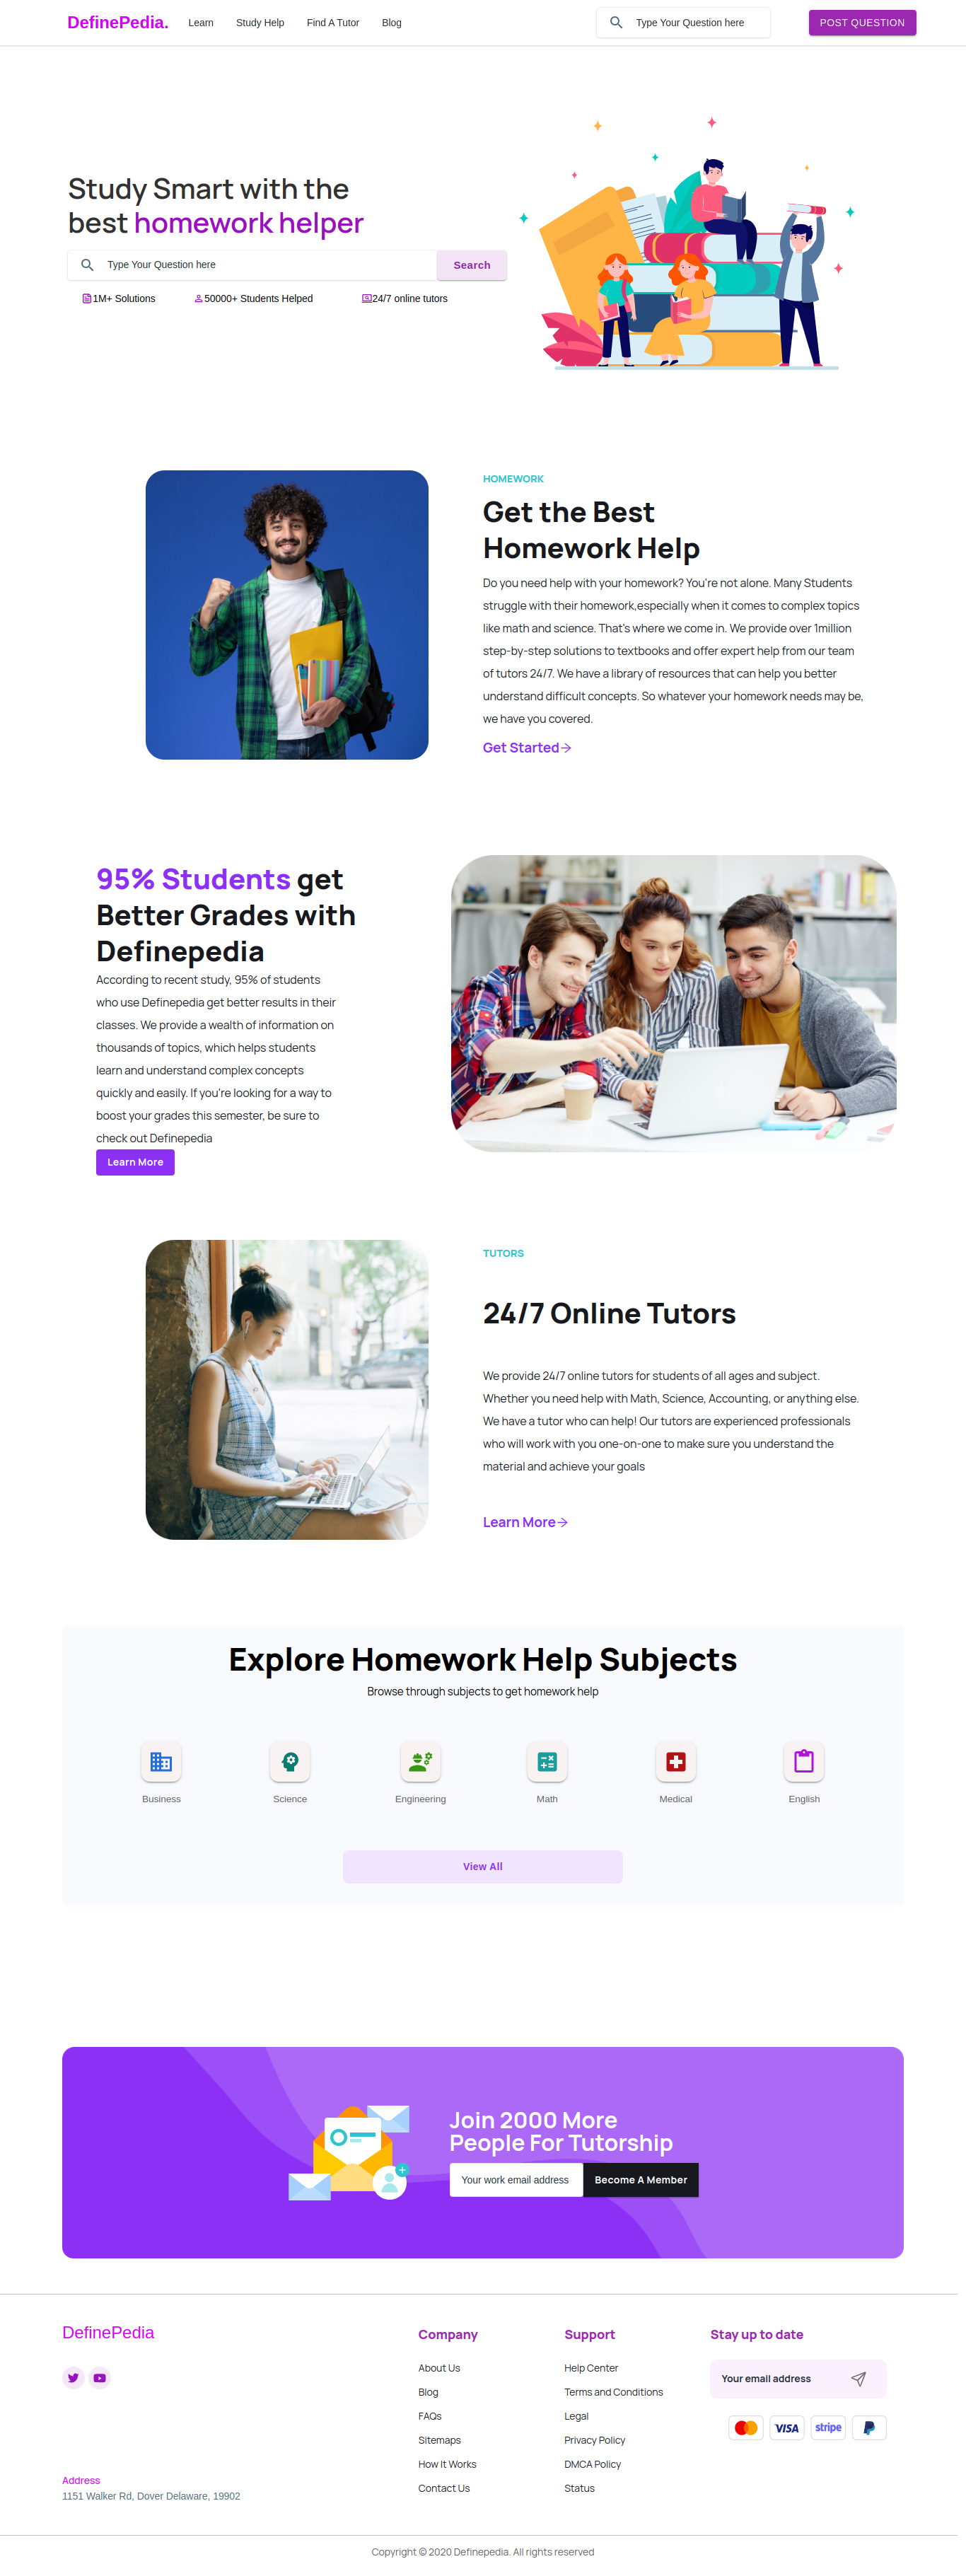 DefinePedia.
Learn
Study Help
Find A Tutor
Blog
Type Your Question here
POST QUESTION
Study Smart with the
best homework helper
Type Your Question here
Search
1M+ Solutions
50000+ Students Helped
24/7 online tutors
HOMEWORK
Get the Best
Homework Help
Do you need help with your homework? You're not alone. Many Students
struggle with their homework,especially when it comes to complex topics
like math and science. That's where we come in. We provide over 1million
step-by-step solutions to textbooks and offer expert help from our team
of tutors 24/7. We have a library of resources that can help you better
understand difficult concepts. So whatever your homework needs may be,
we have you covered.
Get Started
95% Students get
Better Grades with
Definepedia
According to recent study, 95% of students
who use Definepedia get better results in their
classes. We provide a wealth of information on
thousands of topics, which helps students
learn and understand complex concepts
quickly and easily. If you're looking for a way to
boost your grades this semester, be sure to
check out Definepedia
Learn More
TUTORS
24/7 Online Tutors
We provide 24/7 online tutors for students of all ages and subject.
Whether you need help with Math, Science, Accounting, or anything else.
We have a tutor who can help! Our tutors are experienced professionals
who will work with you one-on-one to make sure you understand the
material and achieve your goals
Learn More
Explore Homework Help Subjects
Browse through subjects to get homework help
Business
Science
Engineering
Math
Medical
English
View All
Join 2000 More
People For Tutorship
Your work email address
Become A Member
DefinePedia
Address
1151 Walker Rd, Dover Delaware, 19902
Company
About Us
Blog
FAQs
Sitemaps
How It Works
Contact Us
Support
Help Center
Terms and Conditions
Legal
Privacy Policy
DMCA Policy
Status
Stay up to date
Your email address
VISA
stripe
Copyright © 2020 Definepedia. All rights reserved